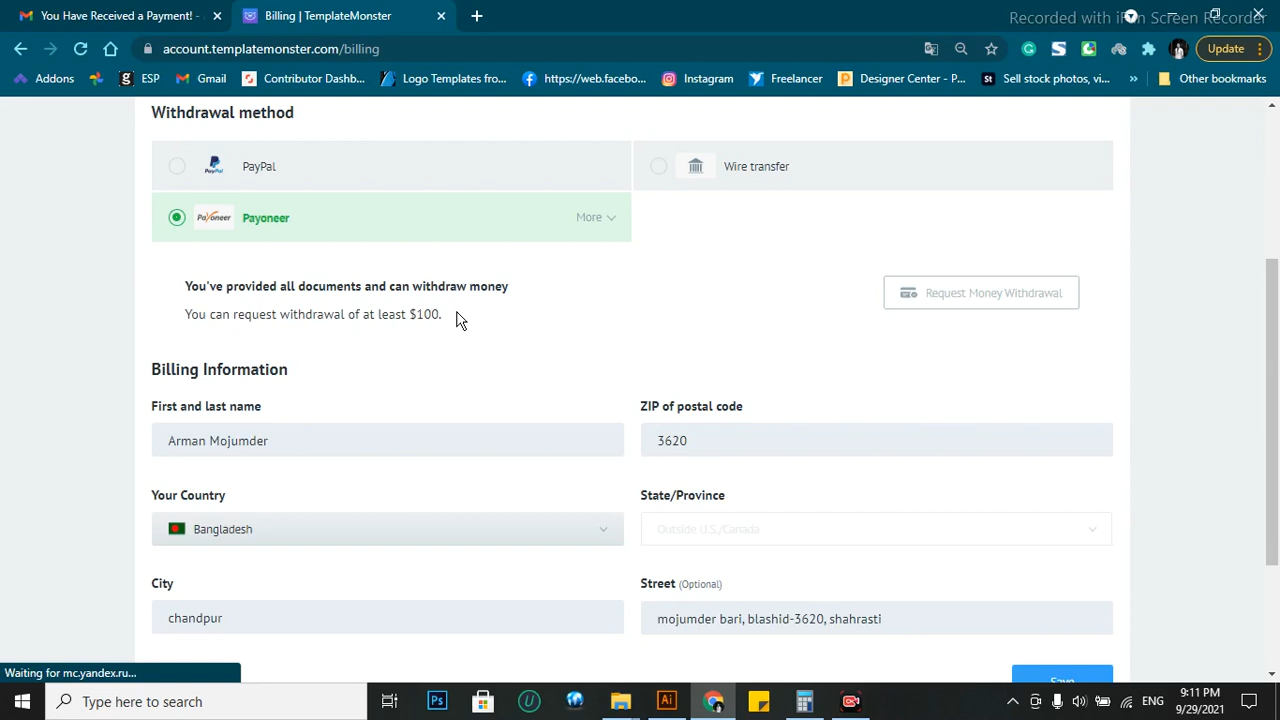 You Have Received a Payment! -
Billing | TemplateMonster
Recorded with iFun Screen Recorder
account.templatemonster.com/billing
Update
Addons
ESP
Gmail
Contributor Dashb...
Logo Templates fro...
https://web.facebo...
Instagram
Freelancer
Designer Center - P...
Sell stock photos, vi...
»
Other bookmarks
Withdrawal method
PayPal
PayPal
Wire transfer
Payoneer
Payoneer
More
You've provided all documents and can withdraw money
You can request withdrawal of at least $100.
Request Money Withdrawal
Billing Information
First and last name
ZIP of postal code
Arman Mojumder
3620
Your Country
State/Province
Bangladesh
Outside U.S./Canada
City
Street (Optional)
chandpur
mojumder bari, blashid-3620, shahrasti
Save
Waiting for mc.yandex.ru...
Type here to search
Ps
Ai
ENG
9:11 PM
9/29/2021